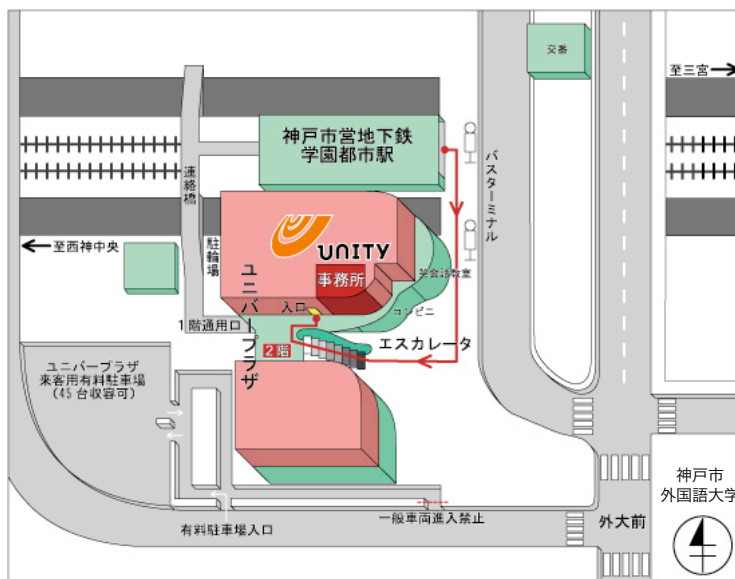 交番
至三宮
神戸市営地下鉄
学園都市駅
連絡橋
バスターミナル
UNITY
至西神中央
駐輪場
事務所
英会話教室
ユニバープラザ
入口
コンビニ
1階通用口
2階
エスカレータ
ユニバープラザ
来客用有料駐車場
(45台収容可)
神戸市
外国語大学
有料駐車場入口
一般車両進入禁止
外大前